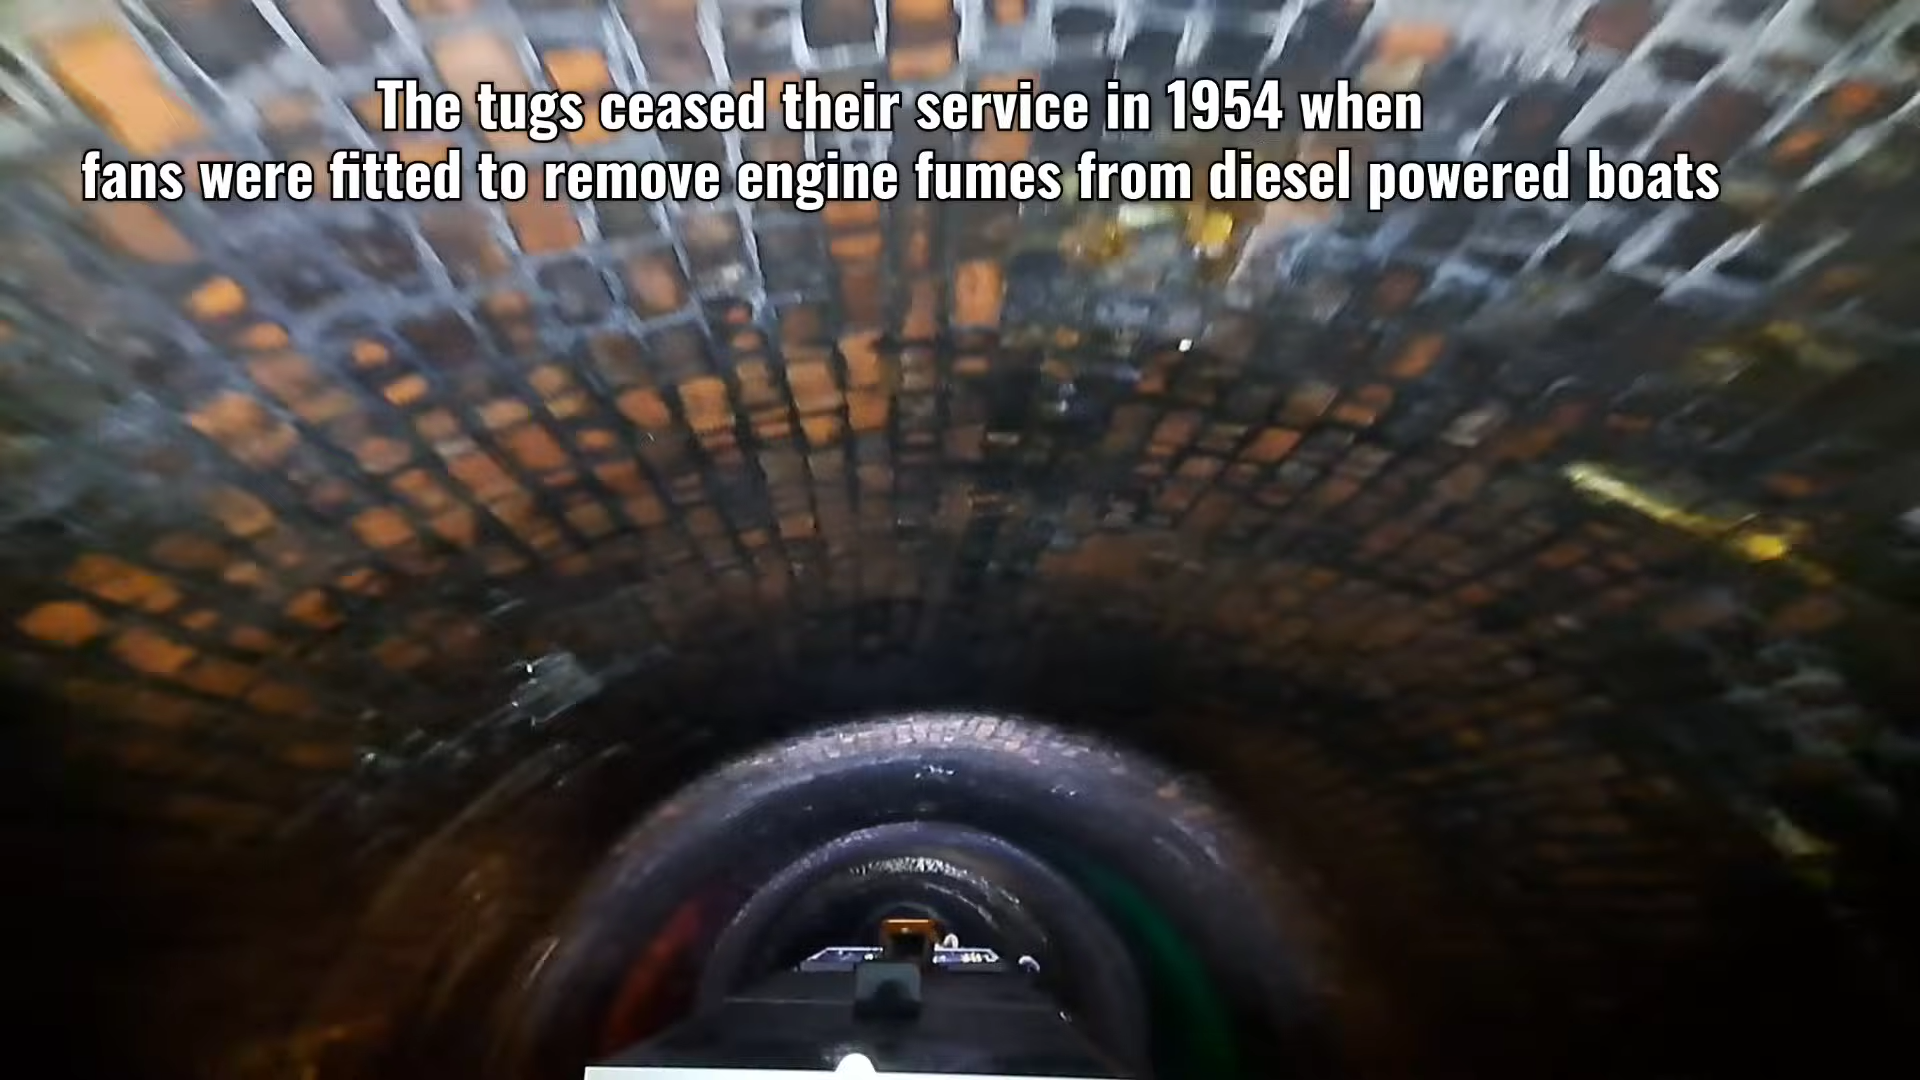 The tugs ceased their service in 1954 when
fans were fitted to remove engine fumes from diesel powered boats